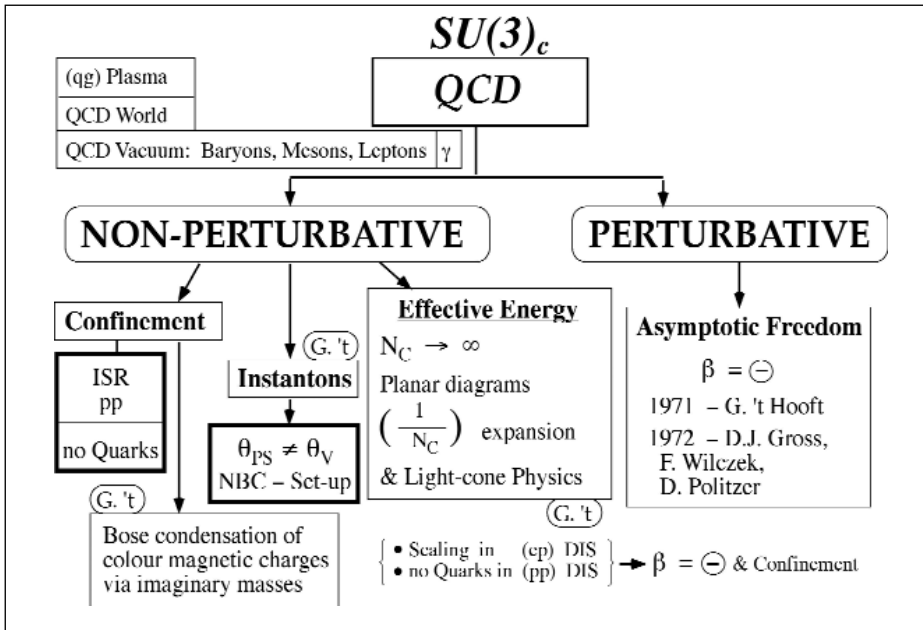 SU(3)c
QCD
(qg) Plasma
QCD World
QCD Vacuum: Baryons, Mesons, Leptons γ
NON-PERTURBATIVE
PERTURBATIVE
Confinement
ISR
pp
no Quarks
G. 't
Bose condensation of
colour magnetic charges
via imaginary masses
G. 't
Instantons
θPS ≠ θV
NBC – Set-up
Effective Energy
NC → ∞
Planar diagrams
(1/NC) expansion
& Light-cone Physics
G. 't
Asymptotic Freedom
β = ⊖
1971 – G. 't Hooft
1972 – D.J. Gross,
F. Wilczek,
D. Politzer
• Scaling in (ep) DIS
• no Quarks in (pp) DIS
→ β = ⊖ & Confinement